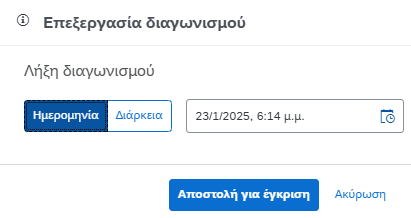 Επεξεργασία διαγωνισμού
Λήξη διαγωνισμού
Ημερομηνία Διάρκεια 23/1/2025, 6:14 μ.μ.
Αποστολή για έγκριση Ακύρωση